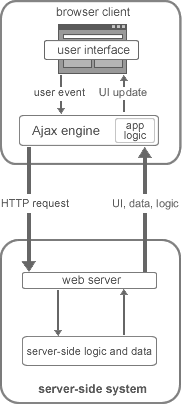 browser client
user interface
user event
UI update
Ajax engine
app
logic
HTTP request
UI, data, logic
web server
server-side logic and data
server-side system